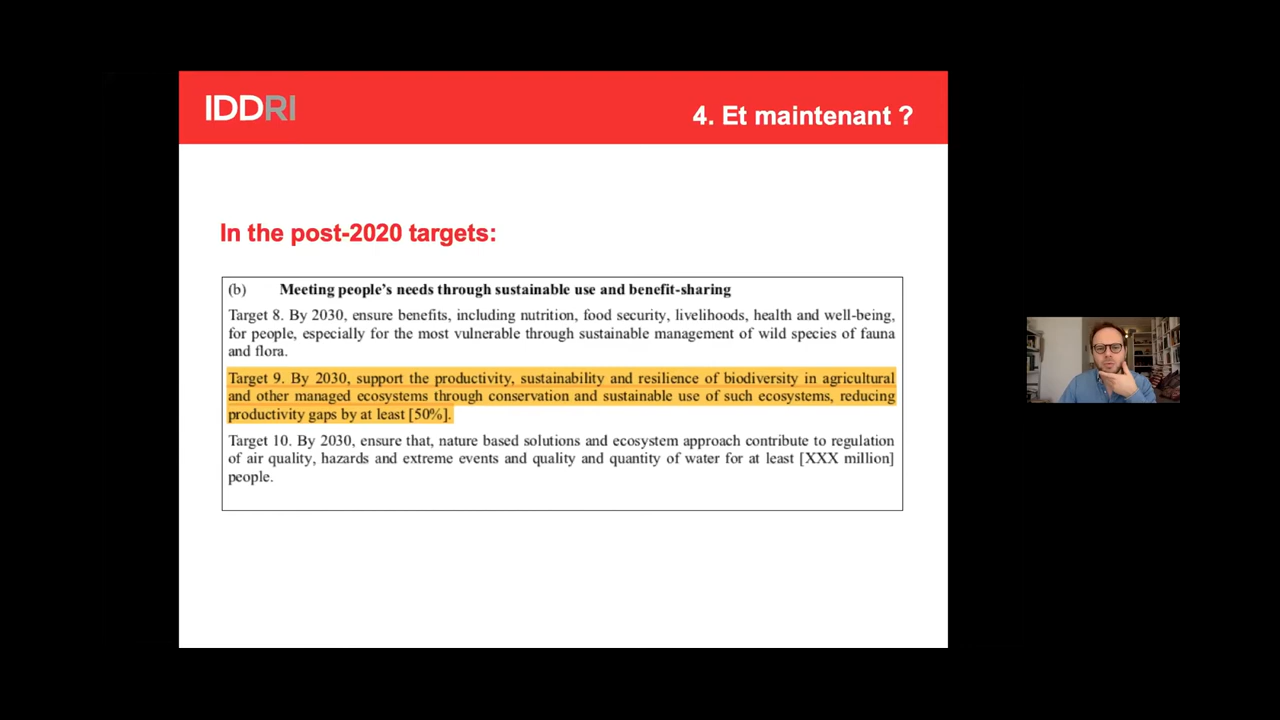 IDDRI
4. Et maintenant ?
In the post-2020 targets:
(b) Meeting people's needs through sustainable use and benefit-sharing
Target 8. By 2030, ensure benefits, including nutrition, food security, livelihoods, health and well-being,
for people, especially for the most vulnerable through sustainable management of wild species of fauna
and flora.
Target 9. By 2030, support the productivity, sustainability and resilience of biodiversity in agricultural
and other managed ecosystems through conservation and sustainable use of such ecosystems, reducing
productivity gaps by at least [50%].
Target 10. By 2030, ensure that, nature based solutions and ecosystem approach contribute to regulation
of air quality, hazards and extreme events and quality and quantity of water for at least [XXX million]
people.